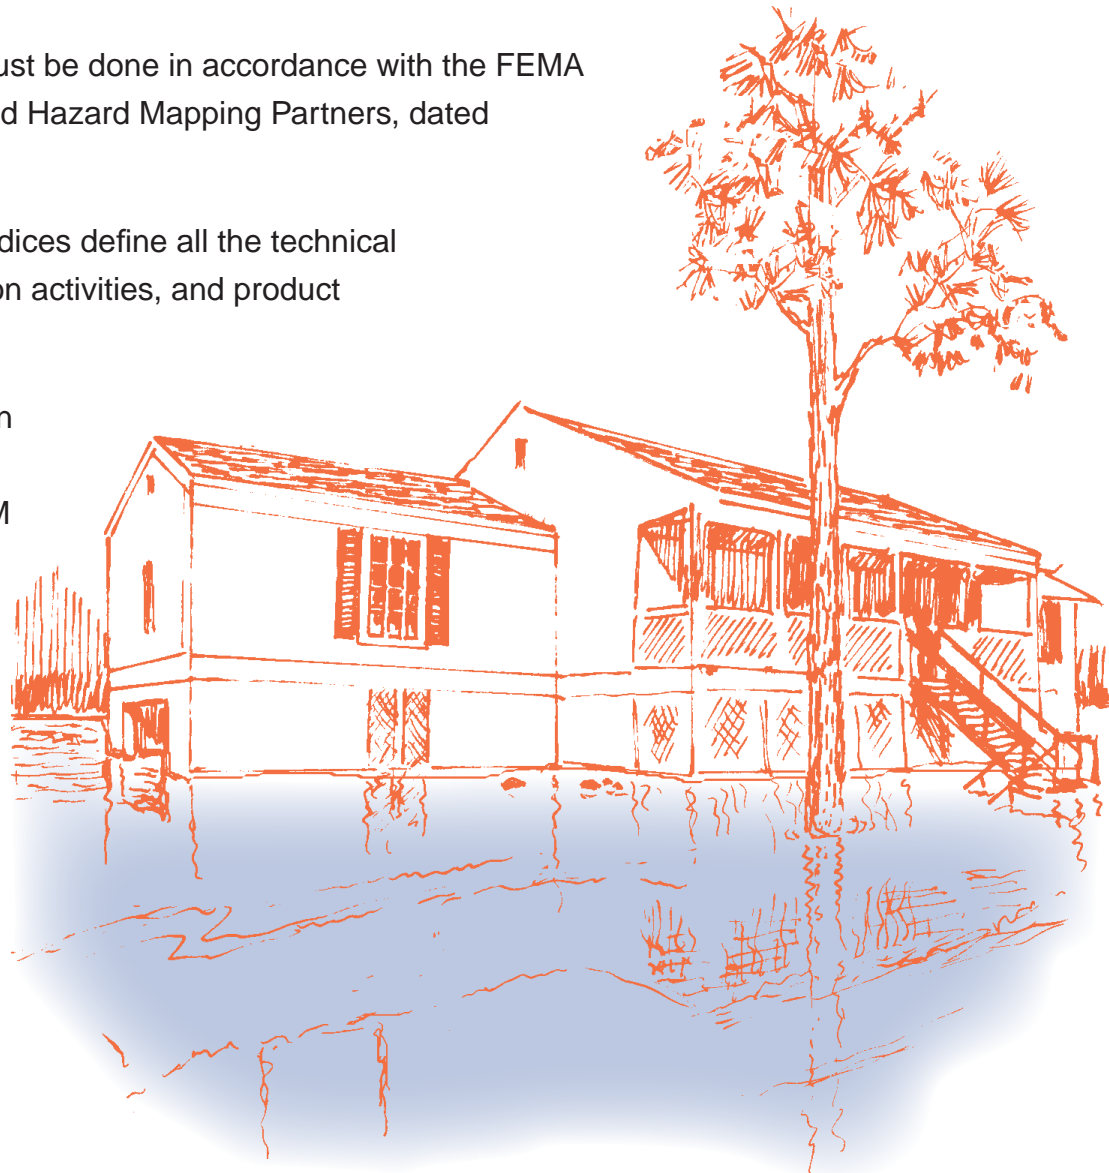 ust be done in accordance with the FEMA
d Hazard Mapping Partners, dated
dices define all the technical
on activities, and product
n
M